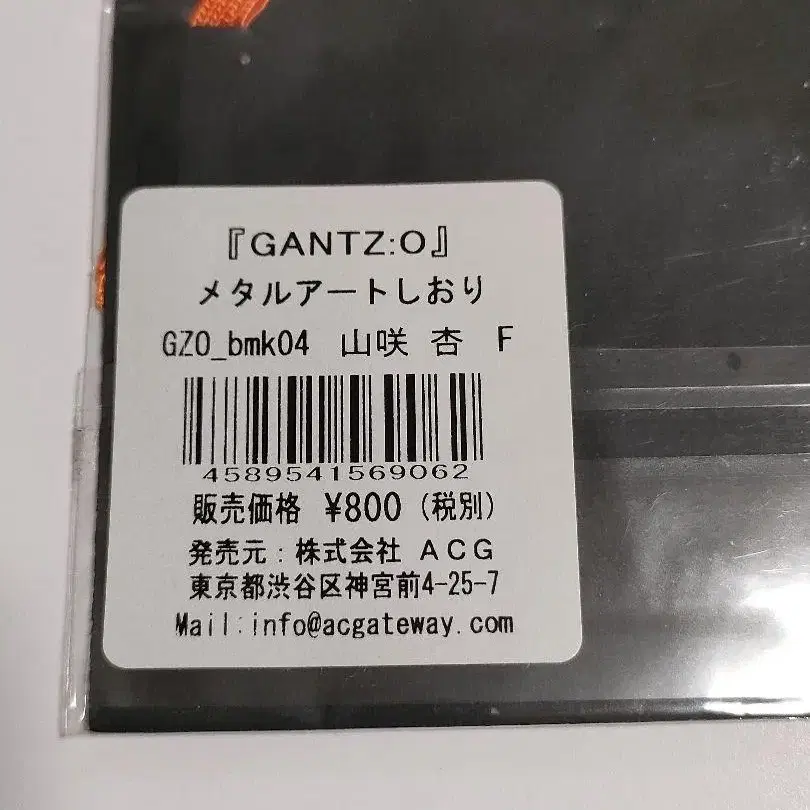 『GANTZ:O』
メタルアートしおり
GZO_bmk04 山咲 杏 F
4589541569062
販売価格 ¥800 (税別)
発売元:株式会社 ACG
東京都渋谷区神宮前4-25-7
Mail:info@acgateway.com